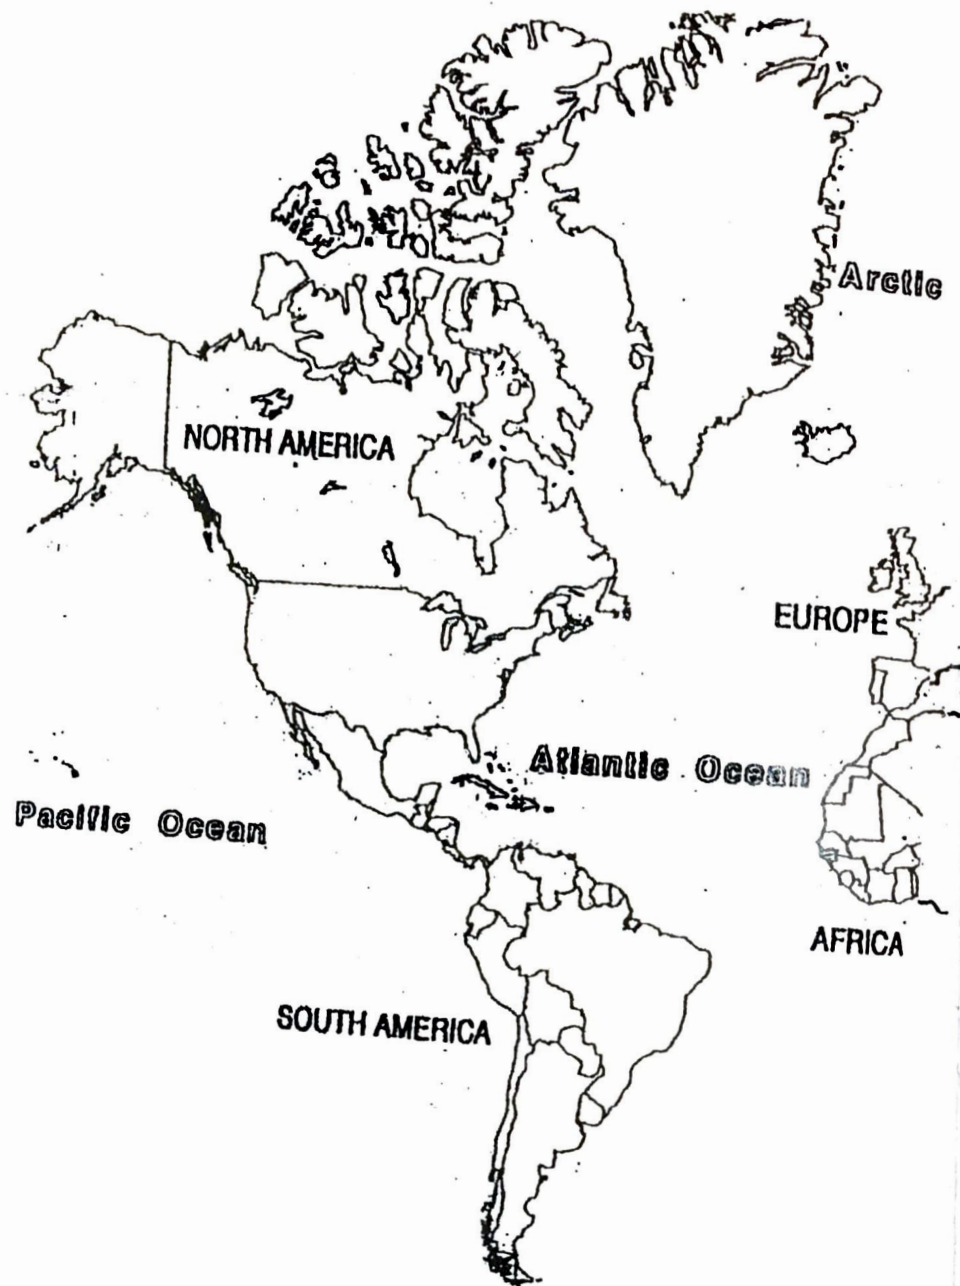 Arctic
NORTH AMERICA
EUROPE
Atlantic Ocean
Pacific Ocean
AFRICA
SOUTH AMERICA